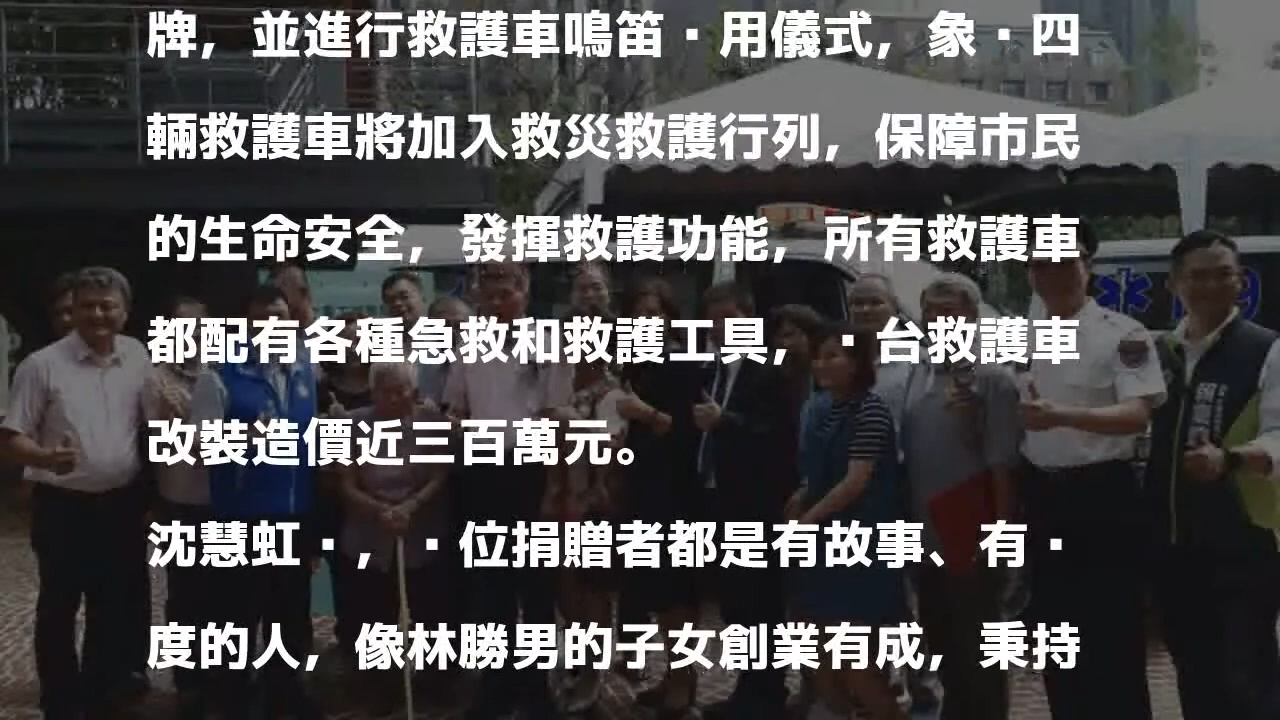 牌，並進行救護車鳴笛·用儀式，象·四
輛救護車將加入救災救護行列，保障市民
的生命安全，發揮救護功能，所有救護車
都配有各種急救和救護工具，·台救護車
改裝造價近三百萬元。
沈慧虹·，·位捐贈者都是有故事、有·
度的人，像林勝男的子女創業有成，秉持